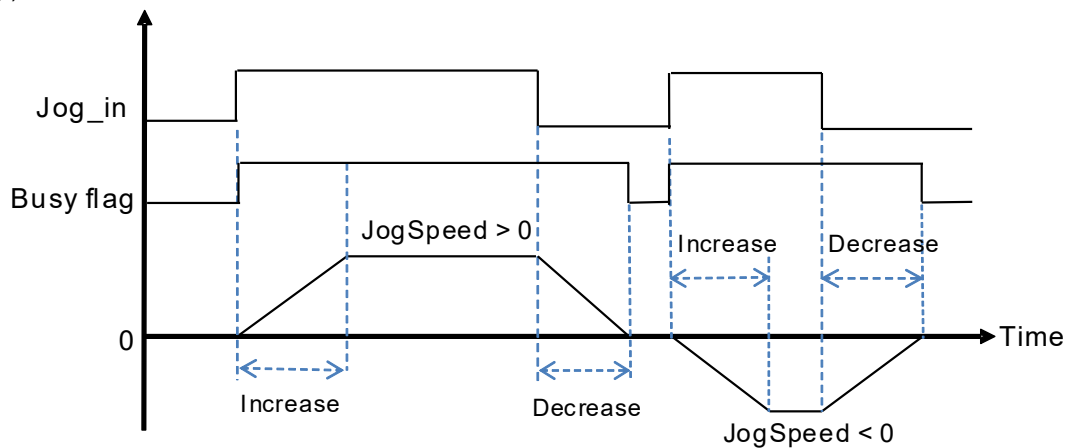 Jog_in
Busy flag
JogSpeed > 0
Increase
Decrease
0
Time
Increase
Decrease
JogSpeed < 0